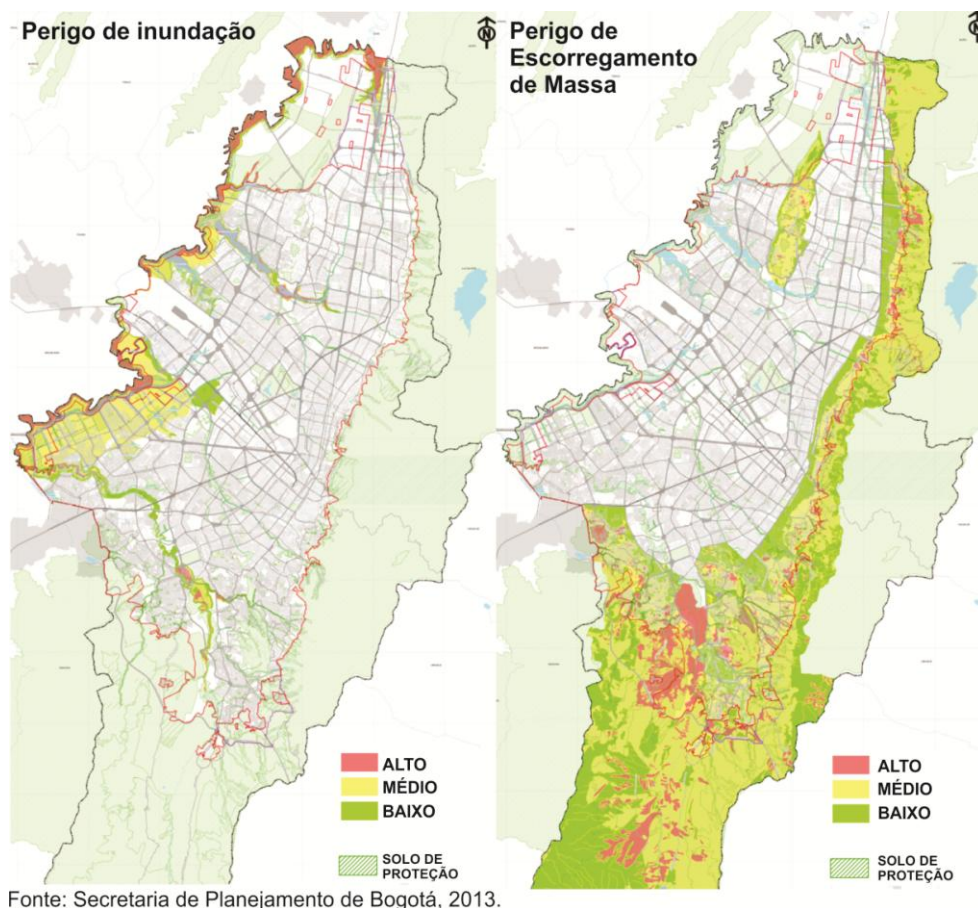 Perigo de inundação
N
ALTO
MÉDIO
BAIXO
SOLO DE
PROTEÇÃO
Perigo de
Escorregamento
de Massa
N
ALTO
MÉDIO
BAIXO
SOLO DE
PROTEÇÃO
Fonte: Secretaria de Planejamento de Bogotá, 2013.